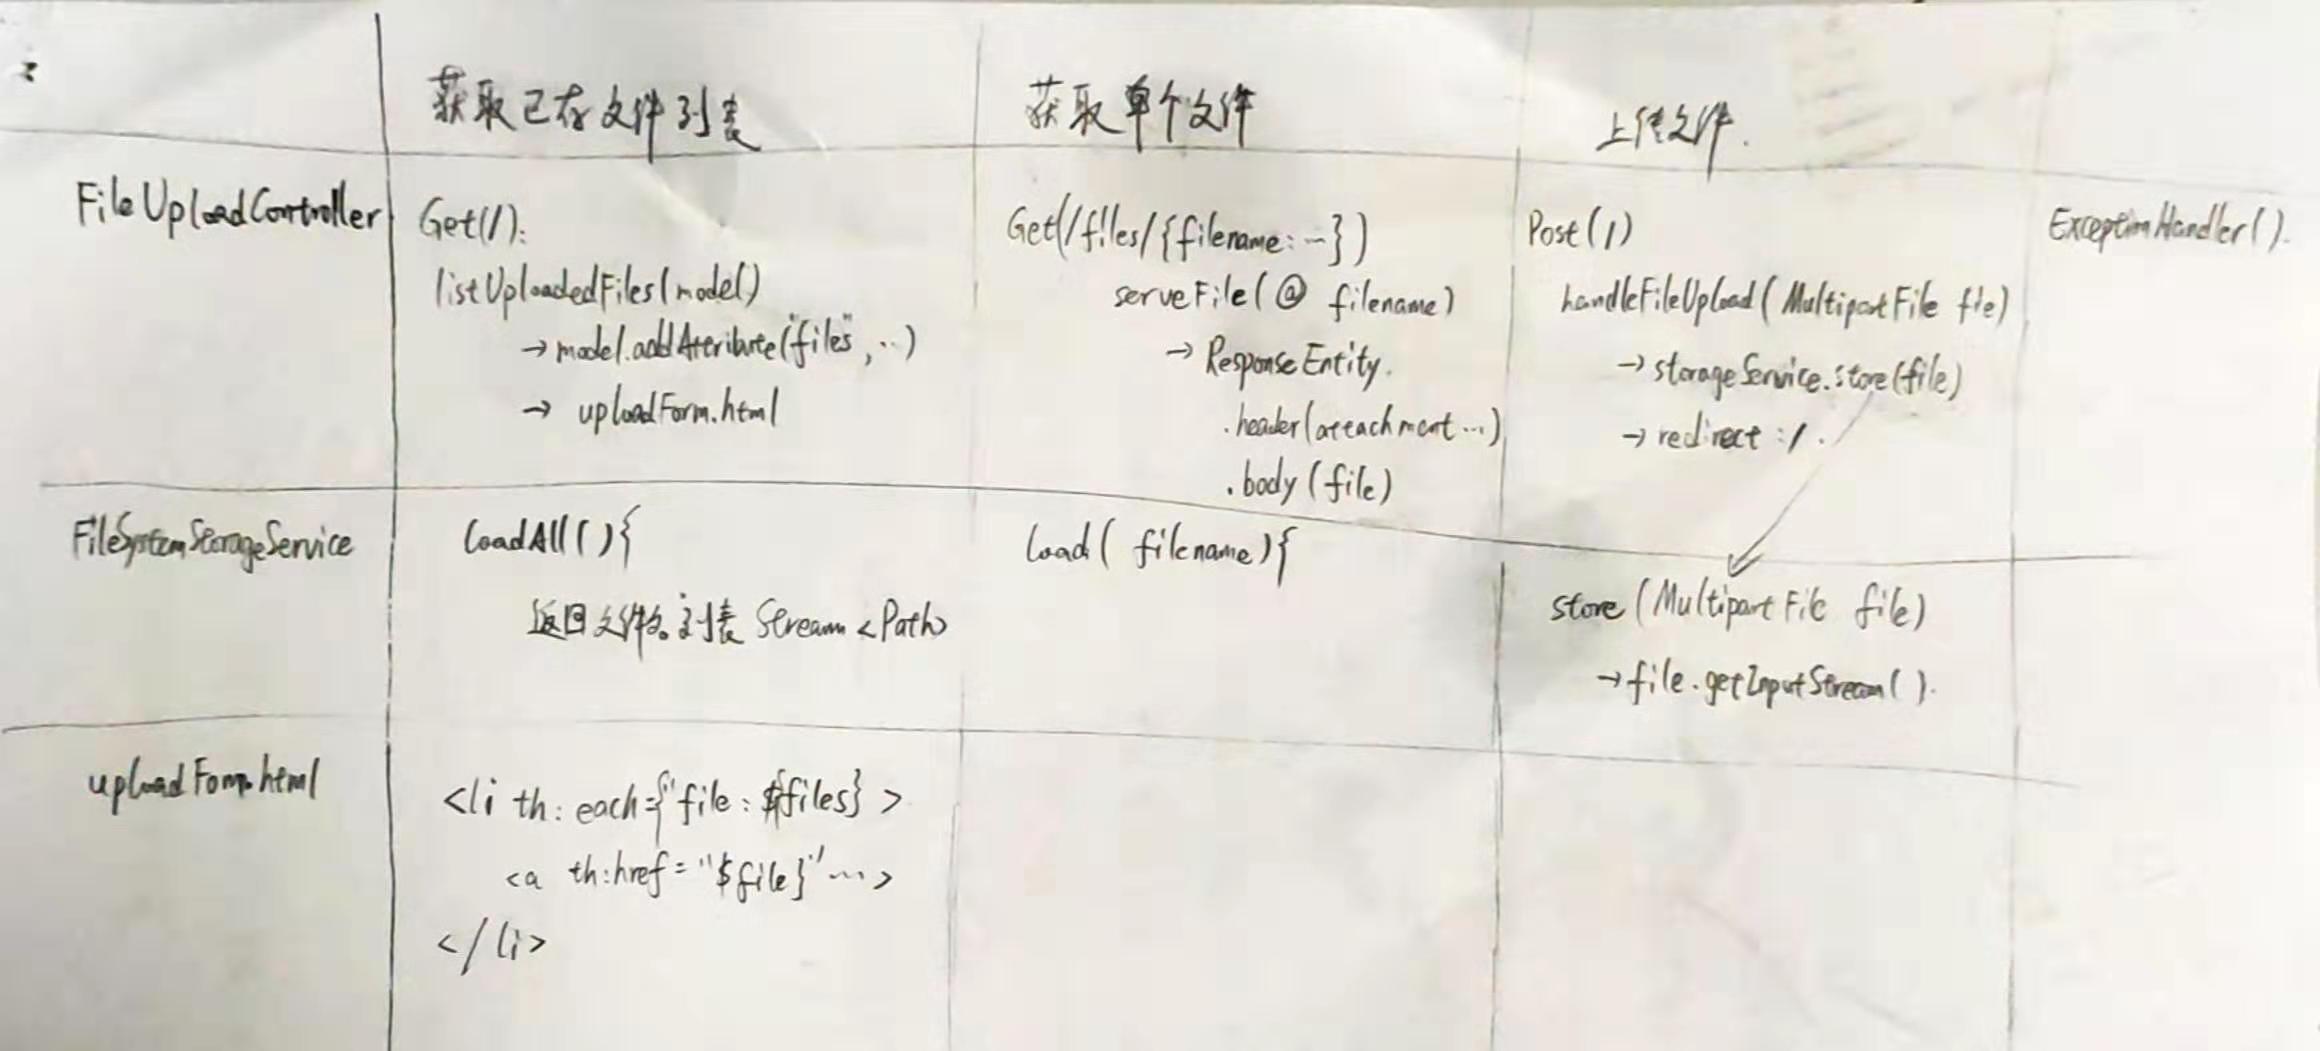 获取已存文件列表
获取单个文件
上传文件.
FileUploadController
Get(/):
listUploadedFiles(model)
→ model.addAttribute("files", ...)
→ uploadForm.html
Get(/files/{filename: ...})
serveFile(@ filename)
→ ResponseEntity.
.header(attachment ...)
.body(file)
Post(/)
handleFileUpload(MultipartFile file)
→ storageService.store(file)
→ redirect:/.
ExceptionHandler().
FileSystemStorageService
loadAll(){
返回文件名列表 Stream<Path>
load(filename){
store(MultipartFile file)
→ file.getInputStream().
uploadForm.html
<li th:each={"file: ${files}>
<a th:href="${file}"...>
</li>